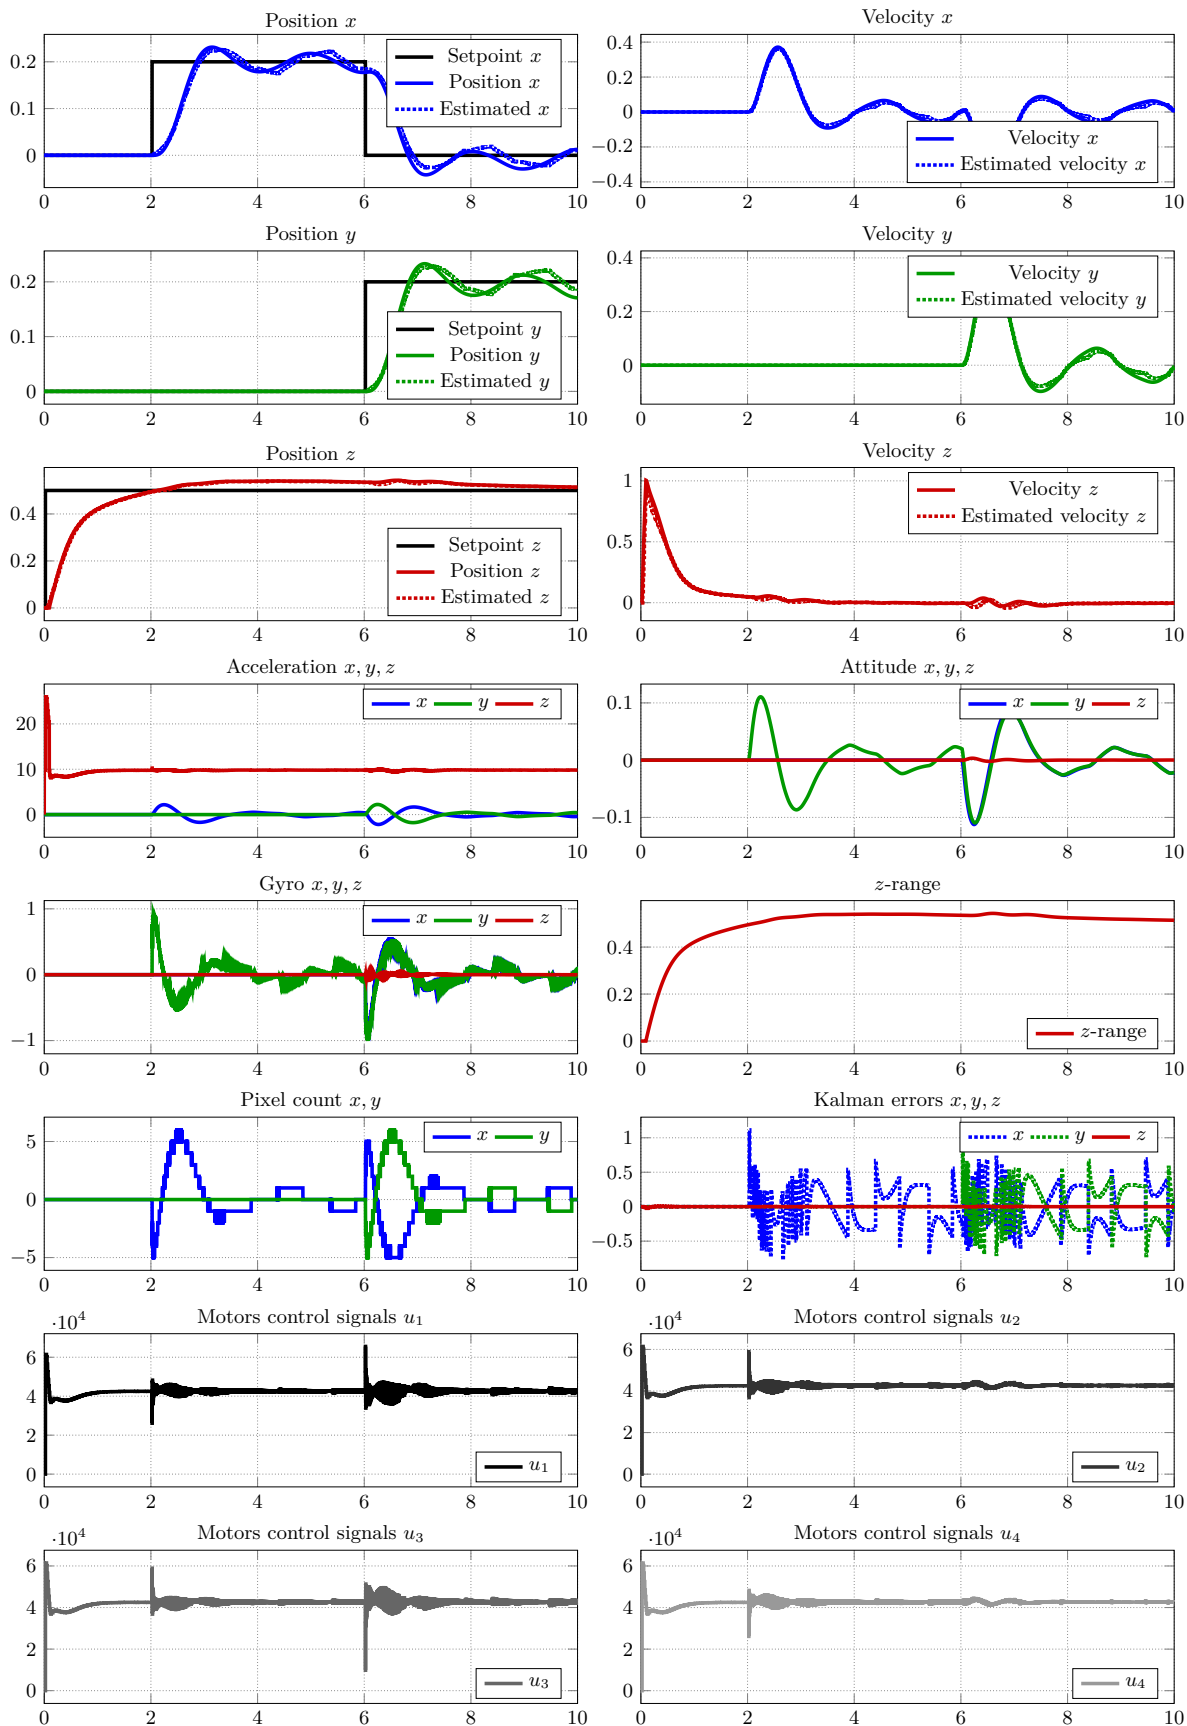 Position x
0.2
0.1
0
Setpoint x
Position x
Estimated x
0 2 4 6 8 10
Velocity x
0.4
0.2
0
−0.2
−0.4
Velocity x
Estimated velocity x
0 2 4 6 8 10
Position y
0.2
0.1
0
Setpoint y
Position y
Estimated y
0 2 4 6 8 10
Velocity y
0.4
0.2
0
Velocity y
Estimated velocity y
0 2 4 6 8 10
Position z
0.4
0.2
0
Setpoint z
Position z
Estimated z
0 2 4 6 8 10
Velocity z
1
0.5
0
Velocity z
Estimated velocity z
0 2 4 6 8 10
Acceleration x, y, z
x y z
20
10
0
0 2 4 6 8 10
Attitude x, y, z
x y z
0.1
0
−0.1
0 2 4 6 8 10
Gyro x, y, z
x y z
1
0
−1
0 2 4 6 8 10
z-range
0.4
0.2
0
z-range
0 2 4 6 8 10
Pixel count x, y
x y
5
0
−5
0 2 4 6 8 10
Kalman errors x, y, z
x y z
1
0.5
0
−0.5
0 2 4 6 8 10
Motors control signals u₁
·10⁴
6
4
2
0
u₁
0 2 4 6 8 10
Motors control signals u₂
·10⁴
6
4
2
0
u₂
0 2 4 6 8 10
Motors control signals u₃
·10⁴
6
4
2
0
u₃
0 2 4 6 8 10
Motors control signals u₄
·10⁴
6
4
2
0
u₄
0 2 4 6 8 10